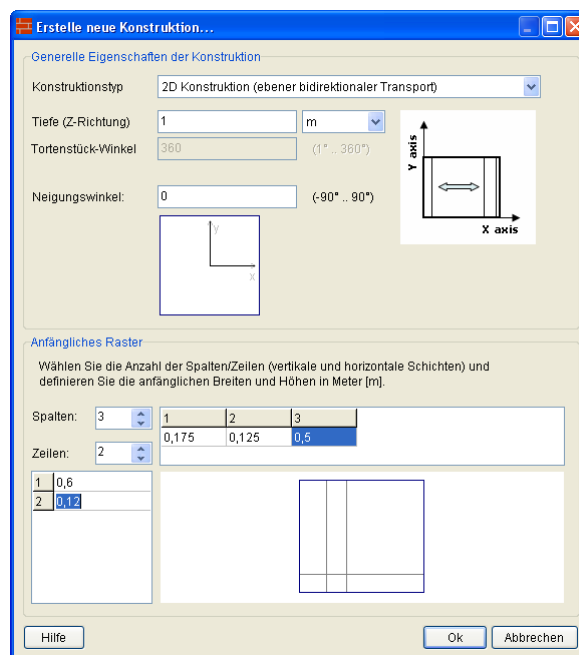 Erstelle neue Konstruktion...
Generelle Eigenschaften der Konstruktion
Konstruktionstyp 2D Konstruktion (ebener bidirektionaler Transport)
Tiefe (Z-Richtung) 1 m
Tortenstück-Winkel 360 (1° .. 360°)
Neigungswinkel: 0 (-90° .. 90°)
Y axis
X axis
y
x
Anfängliches Raster
Wählen Sie die Anzahl der Spalten/Zeilen (vertikale und horizontale Schichten) und
definieren Sie die anfänglichen Breiten und Höhen in Meter [m].
Spalten: 3
1 2 3
0,175 0,125 0,5
Zeilen: 2
1 0,6
2 0,12
Hilfe Ok Abbrechen